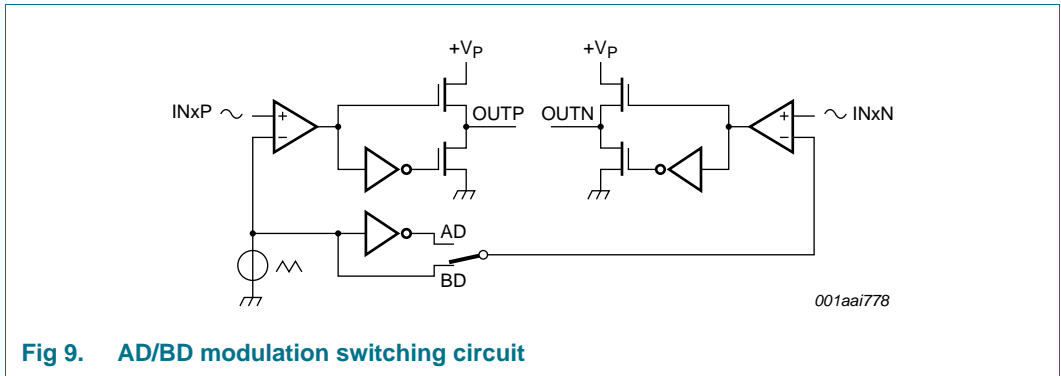 +VP +VP
INxP + OUTP OUTN + INxN
− −
AD
BD
001aai778
Fig 9. AD/BD modulation switching circuit